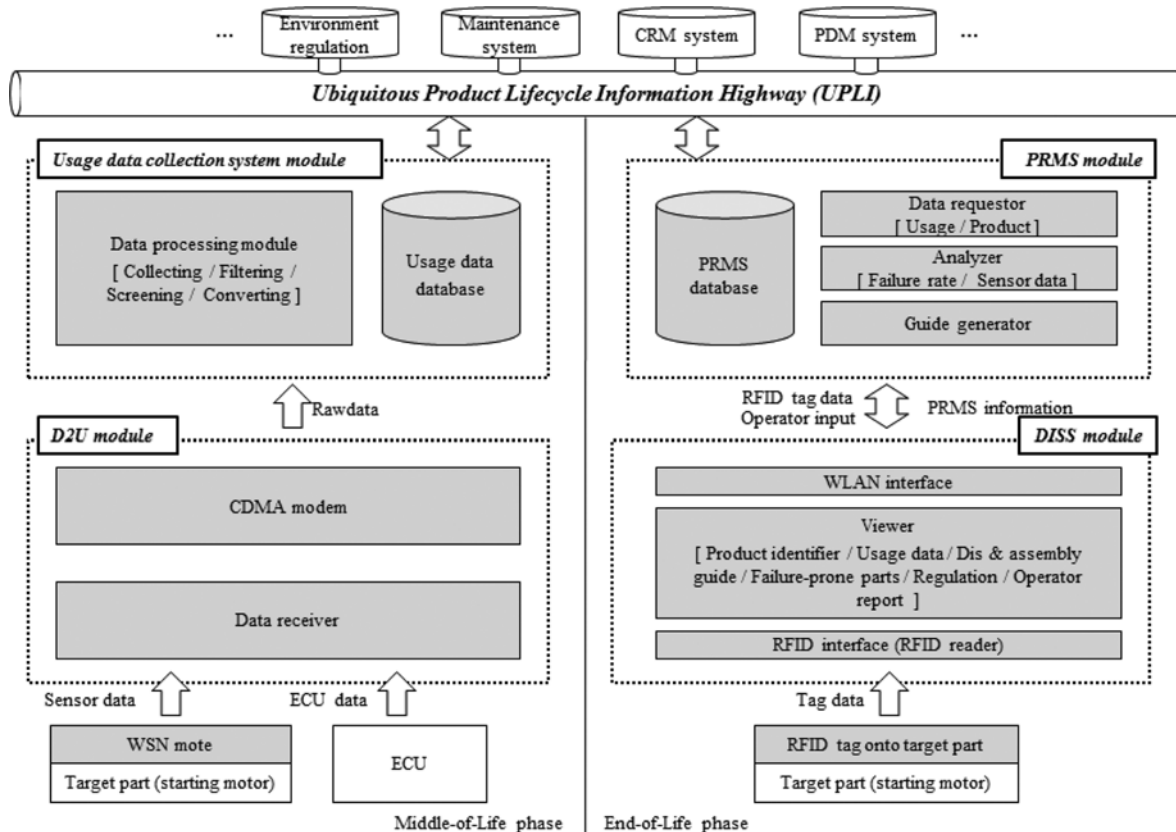 ...
Environment
regulation
Maintenance
system
CRM system
PDM system
...
Ubiquitous Product Lifecycle Information Highway (UPLI)
Usage data collection system module
Data processing module
[ Collecting / Filtering /
Screening / Converting ]
Usage data
database
Rawdata
D2U module
CDMA modem
Data receiver
Sensor data
ECU data
WSN mote
Target part (starting motor)
ECU
Middle-of-Life phase
PRMS module
PRMS
database
Data requestor
[ Usage / Product ]
Analyzer
[ Failure rate / Sensor data ]
Guide generator
RFID tag data
Operator input
PRMS information
DISS module
WLAN interface
Viewer
[ Product identifier / Usage data / Dis & assembly
guide / Failure-prone parts / Regulation / Operator
report ]
RFID interface (RFID reader)
Tag data
RFID tag onto target part
Target part (starting motor)
End-of-Life phase